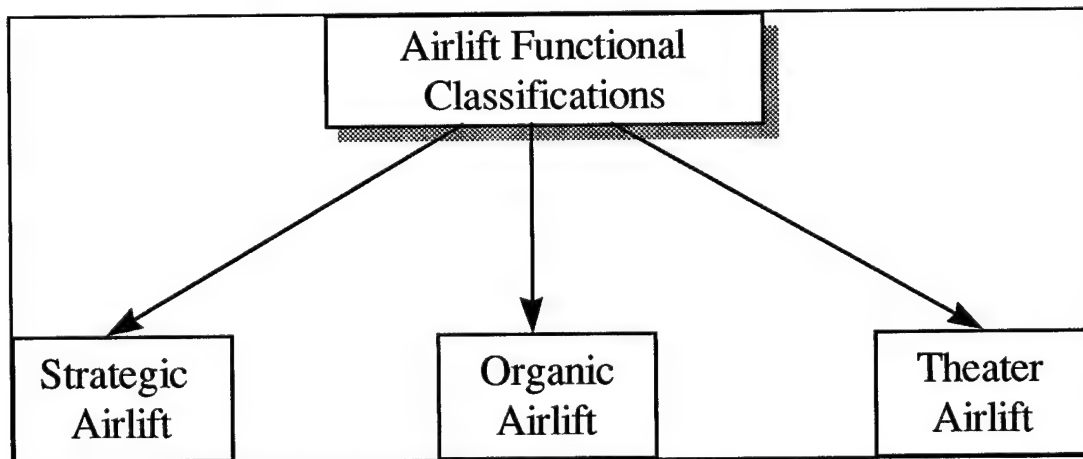 Airlift Functional
Classifications
Strategic
Airlift
Organic
Airlift
Theater
Airlift